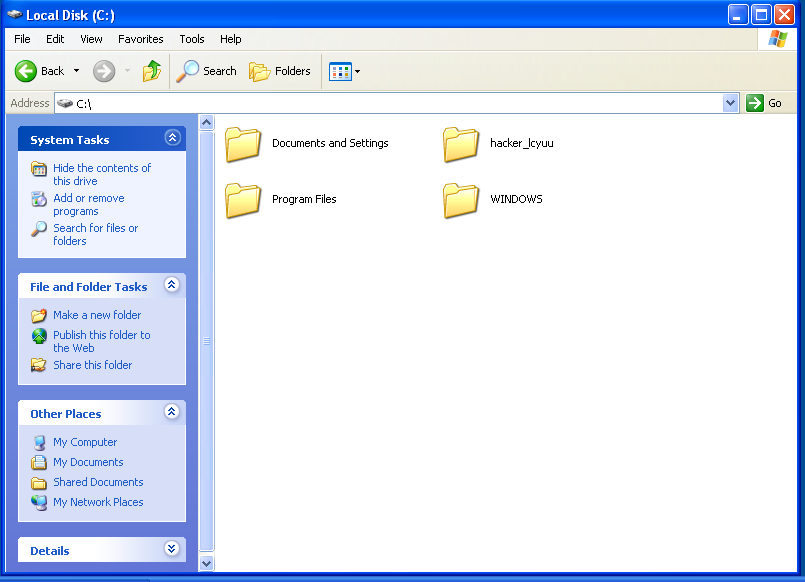 Local Disk (C:)
File Edit View Favorites Tools Help
Back Search Folders
Address C:\ Go
System Tasks
Hide the contents of
this drive
Add or remove
programs
Search for files or
folders
File and Folder Tasks
Make a new folder
Publish this folder to
the Web
Share this folder
Other Places
My Computer
My Documents
Shared Documents
My Network Places
Details
Documents and Settings
hacker_lcyuu
Program Files
WINDOWS